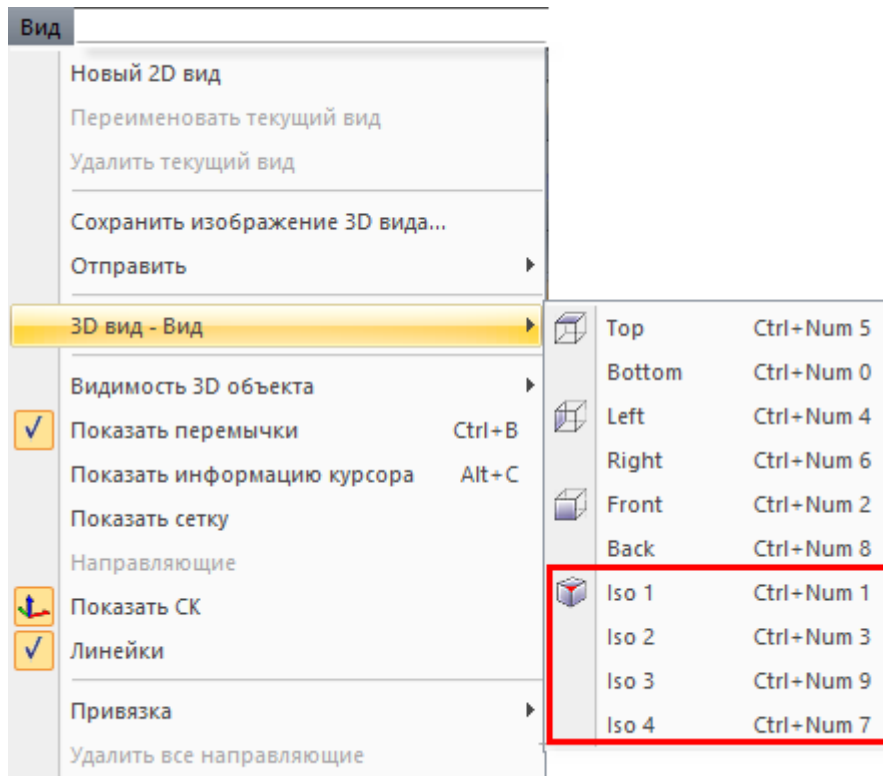 Вид
Новый 2D вид
Переименовать текущий вид
Удалить текущий вид
Сохранить изображение 3D вида...
Отправить
3D вид - Вид
Видимость 3D объекта
Показать перемычки Ctrl+B
Показать информацию курсора Alt+C
Показать сетку
Направляющие
Показать СК
Линейки
Привязка
Удалить все направляющие
Top Ctrl+Num 5
Bottom Ctrl+Num 0
Left Ctrl+Num 4
Right Ctrl+Num 6
Front Ctrl+Num 2
Back Ctrl+Num 8
Iso 1 Ctrl+Num 1
Iso 2 Ctrl+Num 3
Iso 3 Ctrl+Num 9
Iso 4 Ctrl+Num 7